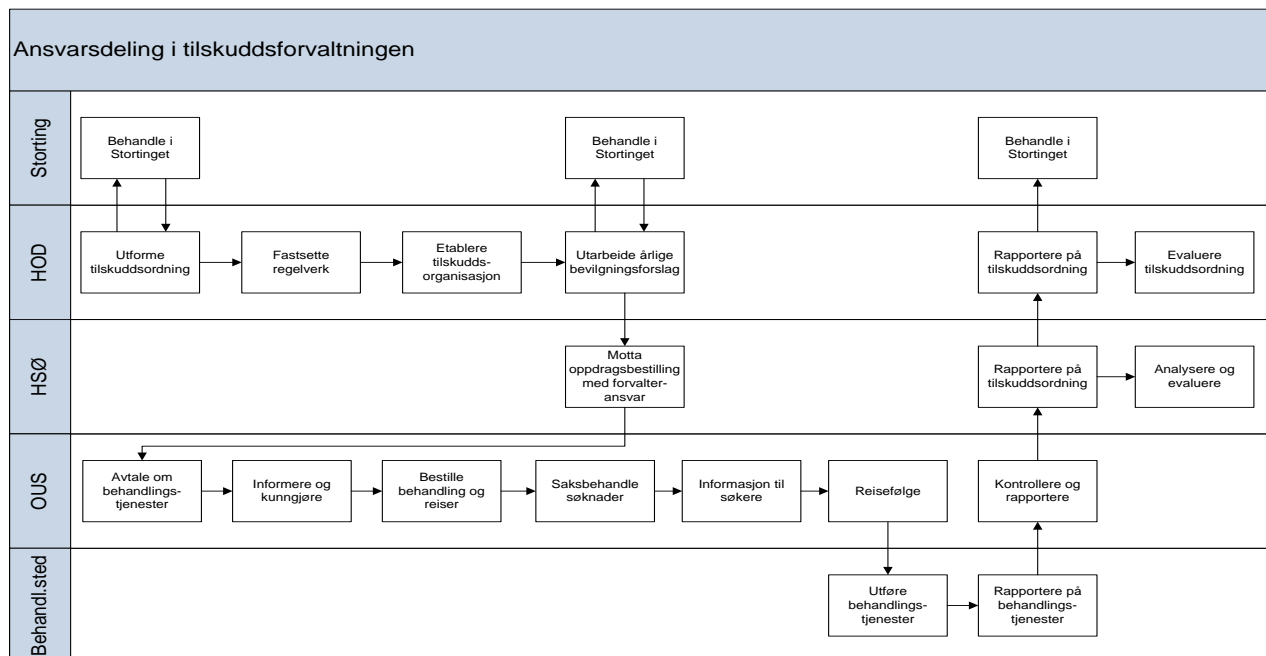 Ansvarsdeling i tilskuddsforvaltningen
Storting
Behandle i
Stortinget
Behandle i
Stortinget
Behandle i
Stortinget
HOD
Utforme
tilskuddsordning
Fastsette
regelverk
Etablere
tilskudds-
organisasjon
Utarbeide årlige
bevilgningsforslag
Rapportere på
tilskuddsordning
Evaluere
tilskuddsordning
HSØ
Motta
oppdragsbestilling
med forvalter-
ansvar
Rapportere på
tilskuddsordning
Analysere og
evaluere
OUS
Avtale om
behandlings-
tjenester
Informere og
kunngjøre
Bestille
behandling og
reiser
Saksbehandle
søknader
Informasjon til
søkere
Reisefølge
Kontrollere og
rapportere
Behandl.sted
Utføre
behandlings-
tjenester
Rapportere på
behandlings-
tjenester